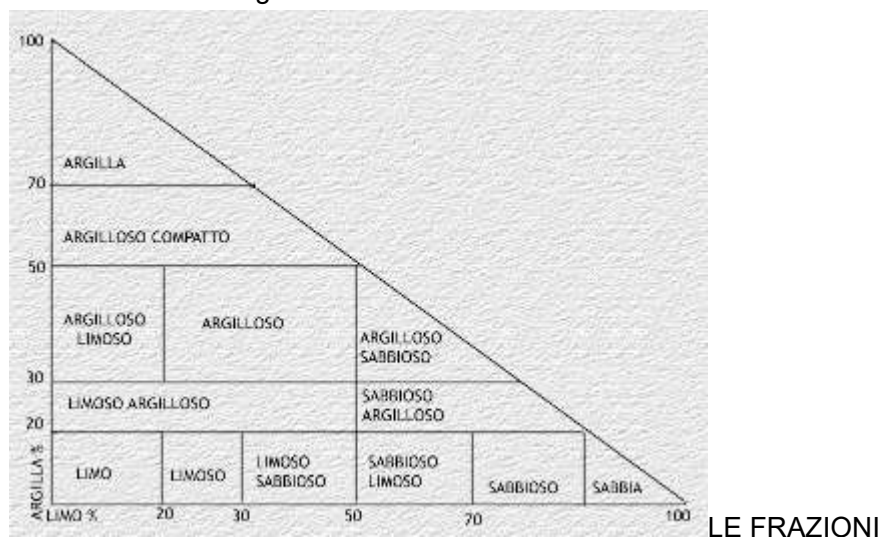 100
ARGILLA
70
ARGILLOSO COMPATTO
50
ARGILLOSO
LIMOSO
ARGILLOSO
ARGILLOSO
SABBIOSO
30
LIMOSO ARGILLOSO
SABBIOSO
ARGILLOSO
20
ARGILLA %
LIMO
LIMOSO
LIMOSO
SABBIOSO
SABBIOSO
LIMOSO
SABBIOSO
SABBIA
LIMO %
20
30
50
70
100
LE FRAZIONI